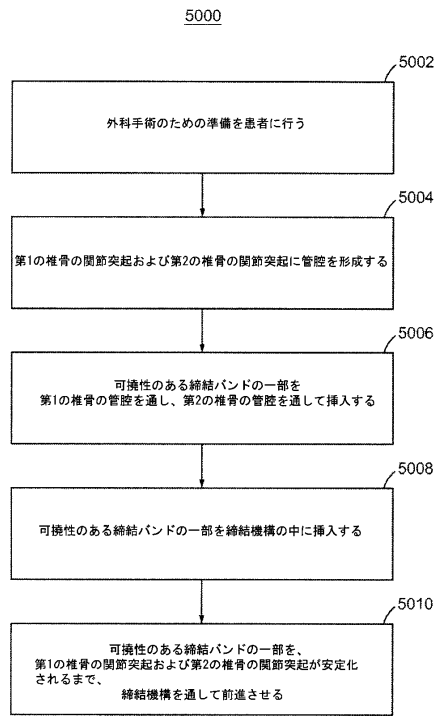 5000
5002
外科手術のための準備を患者に行う
5004
第1の椎骨の関節突起および第2の椎骨の関節突起に管腔を形成する
5006
可撓性のある締結バンドの一部を
第1の椎骨の管腔を通し、第2の椎骨の管腔を通して挿入する
5008
可撓性のある締結バンドの一部を締結機構の中に挿入する
5010
可撓性のある締結バンドの一部を、
第1の椎骨の関節突起および第2の椎骨の関節突起が安定化
されるまで、
締結機構を通して前進させる